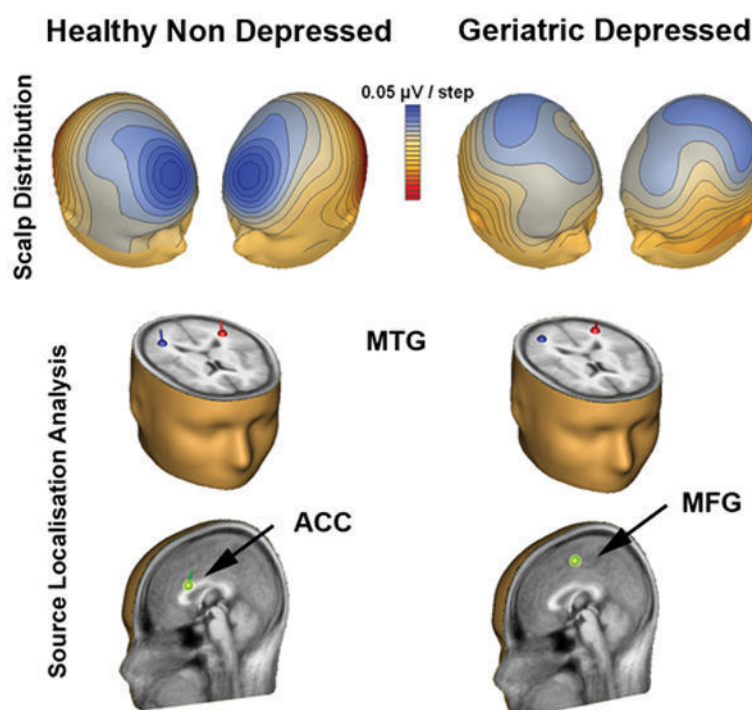 Healthy Non Depressed
Geriatric Depressed
0.05 µV / step
Scalp Distribution
MTG
Source Localisation Analysis
ACC
MFG